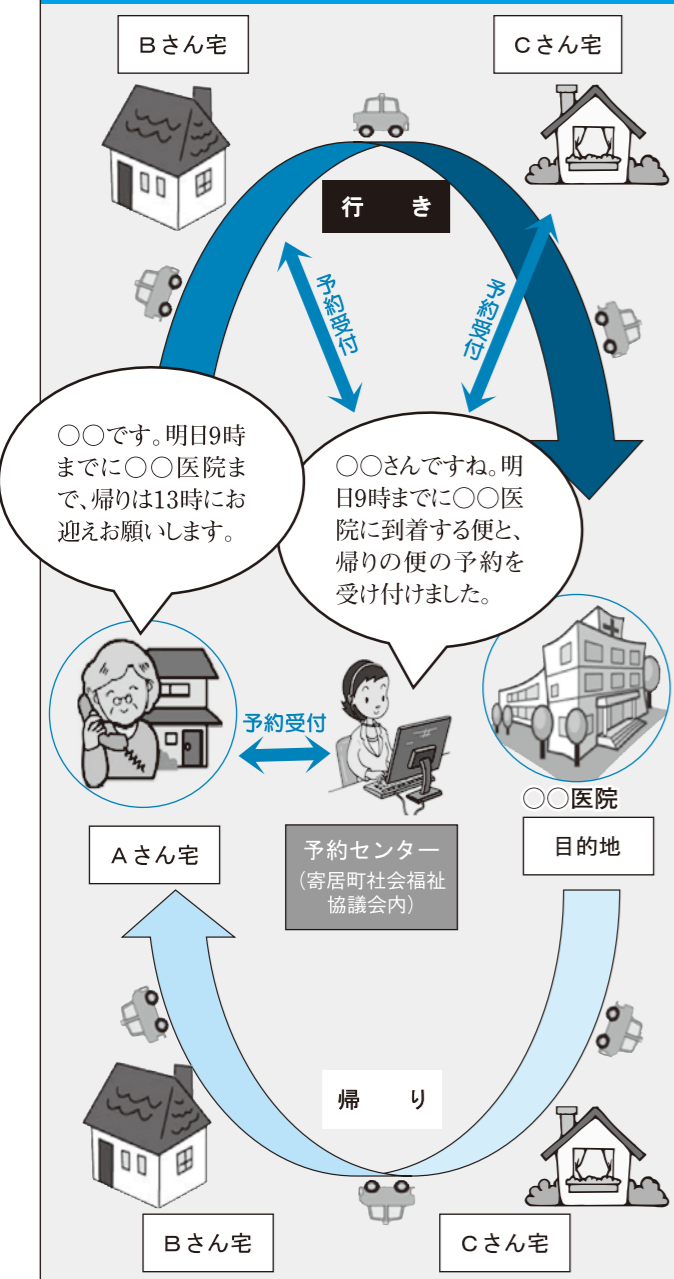 Bさん宅
Cさん宅
行 き
予約受付
予約受付
○○です。明日9時
までに○○医院ま
で、帰りは13時にお
迎えお願いします。
○○さんですね。明
日9時までに○○医
院に到着する便と、
帰りの便の予約を
受け付けました。
予約受付
○○医院
Aさん宅
予約センター
(寄居町社会福祉
協議会内)
目的地
帰 り
Bさん宅
Cさん宅